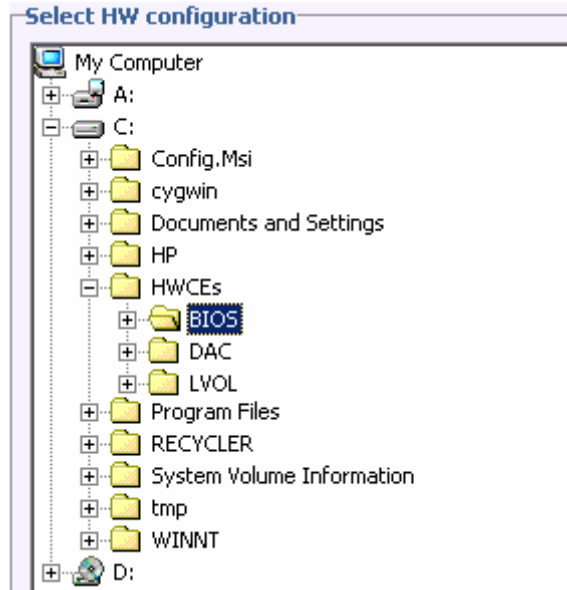 Select HW configuration
My Computer
A:
C:
Config.Msi
cygwin
Documents and Settings
HP
HWCEs
BIOS
DAC
LVOL
Program Files
RECYCLER
System Volume Information
tmp
WINNT
D: